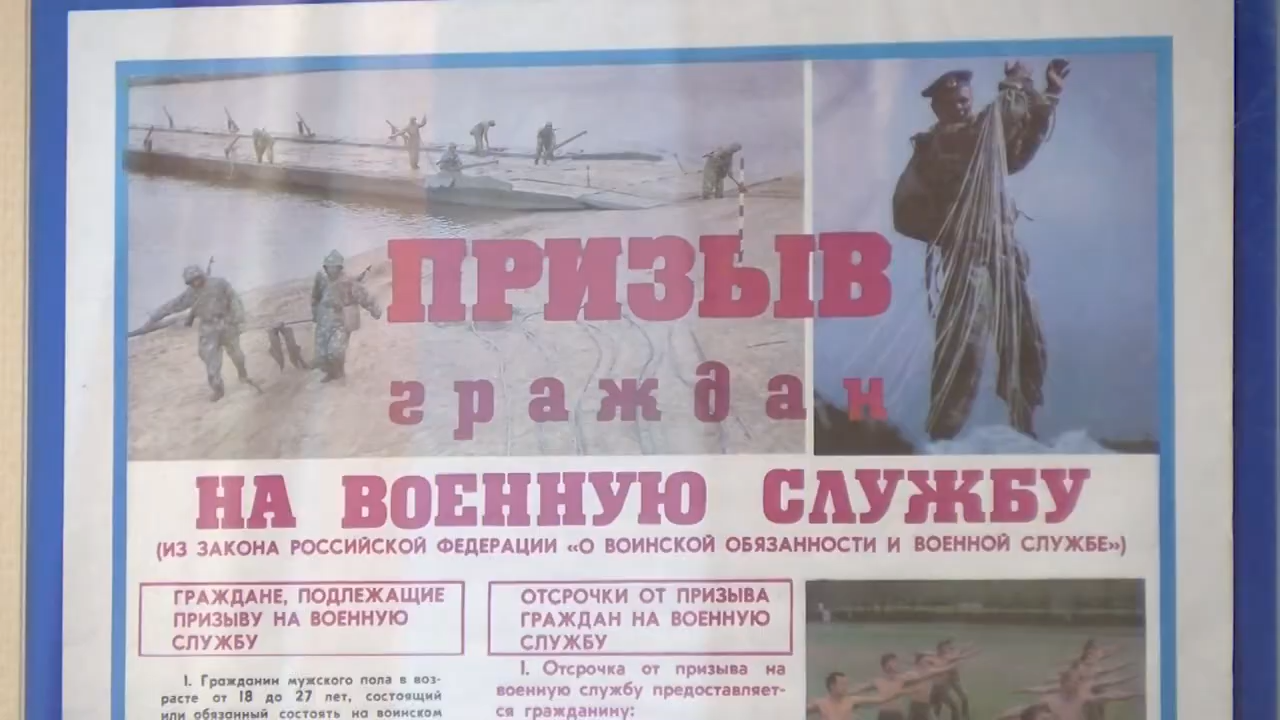 ПРИЗЫВ
граждан
НА ВОЕННУЮ СЛУЖБУ
(ИЗ ЗАКОНА РОССИЙСКОЙ ФЕДЕРАЦИИ «О ВОИНСКОЙ ОБЯЗАННОСТИ И ВОЕННОЙ СЛУЖБЕ»)
ГРАЖДАНЕ, ПОДЛЕЖАЩИЕ
ПРИЗЫВУ НА ВОЕННУЮ
СЛУЖБУ
I. Гражданин мужского пола в воз-
расте от 18 до 27 лет, состоящий
или обязанный состоять на воинском
ОТСРОЧКИ ОТ ПРИЗЫВА
ГРАЖДАН НА ВОЕННУЮ
СЛУЖБУ
I. Отсрочка от призыва на
военную службу предоставляет-
ся гражданину: